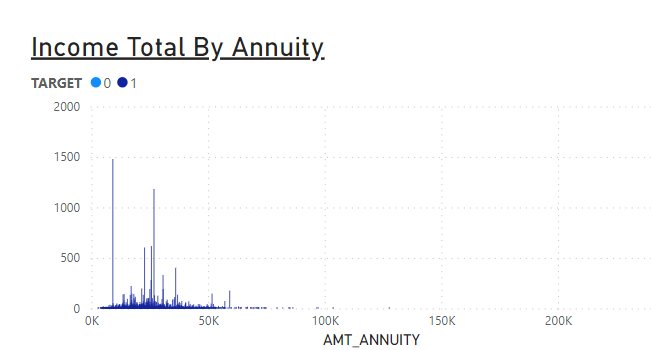 Income Total By Annuity
TARGET 0 1
2000
1500
1000
500
0
0K 50K 100K 150K 200K
AMT_ANNUITY